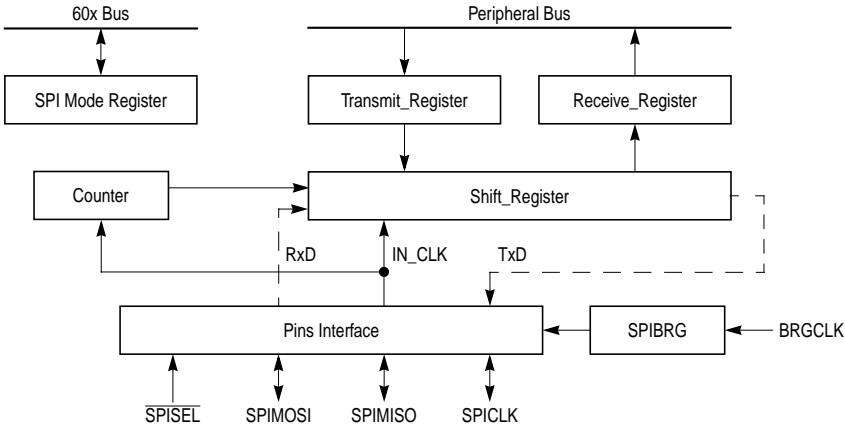 60x Bus
Peripheral Bus
SPI Mode Register
Transmit_Register
Receive_Register
Counter
Shift_Register
RxD
IN_CLK
TxD
Pins Interface
SPIBRG
BRGCLK
SPISEL
SPIMOSI
SPIMISO
SPICLK